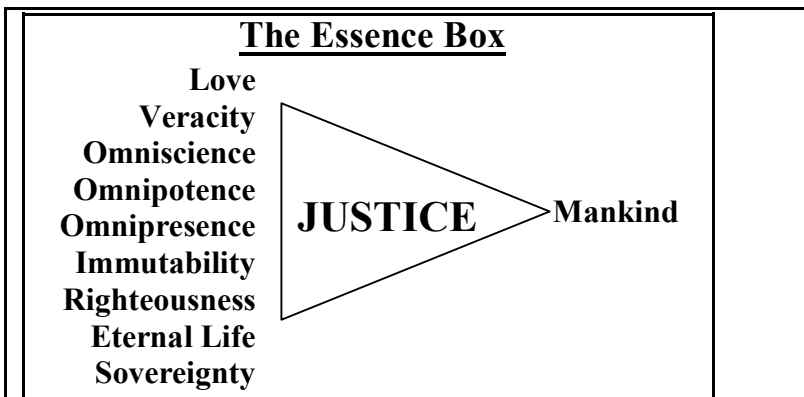 The Essence Box
Love
Veracity
Omniscience
Omnipotence
Omnipresence
Immutability
Righteousness
Eternal Life
Sovereignty
JUSTICE
Mankind